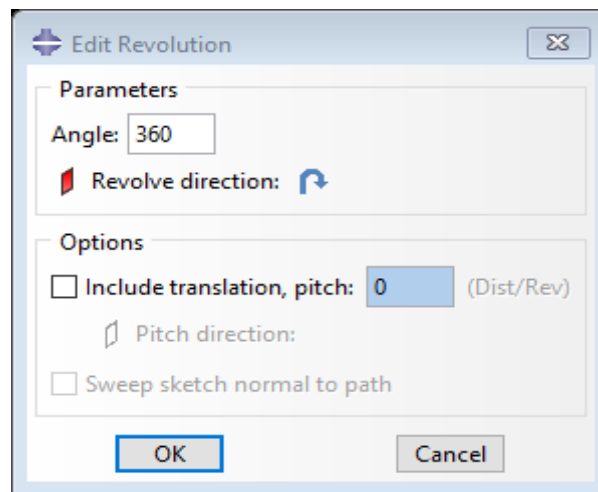 Edit Revolution
Parameters
Angle: 360
Revolve direction:
Options
Include translation, pitch: 0 (Dist/Rev)
Pitch direction:
Sweep sketch normal to path
OK Cancel